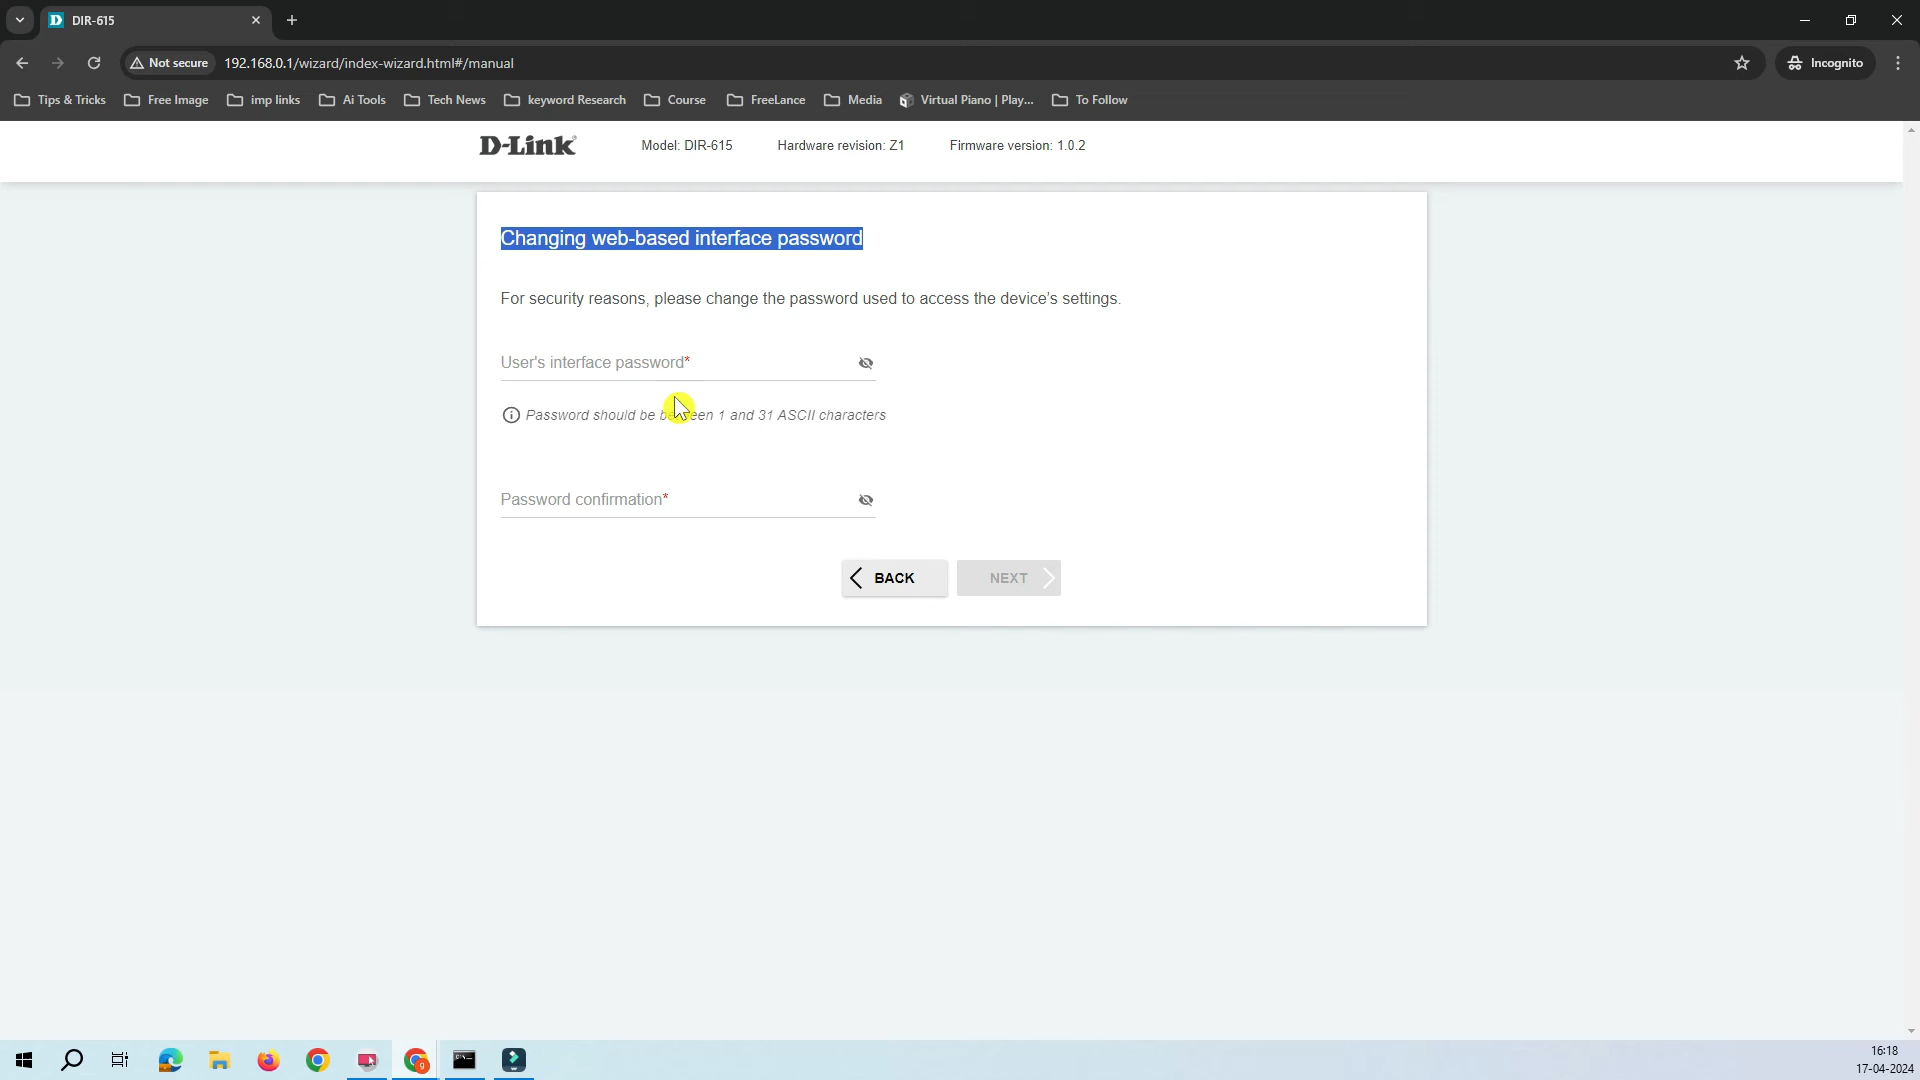 DIR-615
Not secure 192.168.0.1/wizard/index-wizard.html#/manual Incognito
Tips & Tricks Free Image imp links Ai Tools Tech News keyword Research Course FreeLance Media Virtual Piano | Play... To Follow
D-Link Model: DIR-615 Hardware revision: Z1 Firmware version: 1.0.2
Changing web-based interface password
For security reasons, please change the password used to access the device's settings.
User's interface password*
Password should be between 1 and 31 ASCII characters
Password confirmation*
BACK NEXT
16:18
17-04-2024